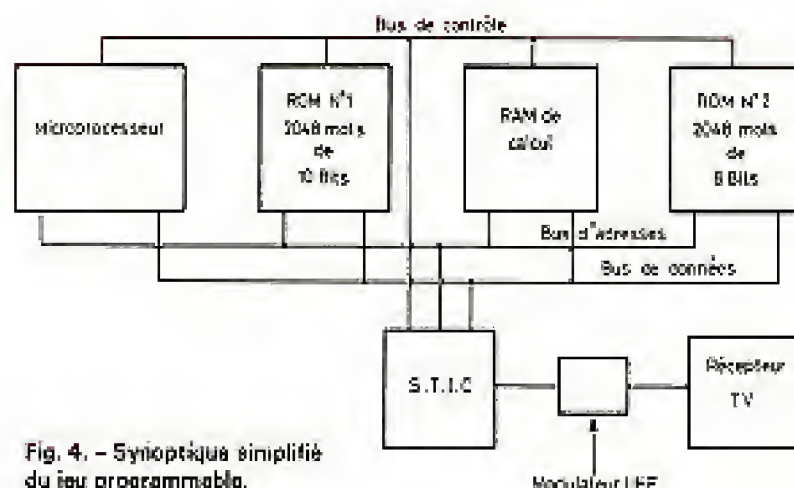 Bus de contrôle
Microprocesseur
ROM N°1
2048 mots
de
10 Bits
RAM de
calcul
ROM N°2
2048 mots
de
8 Bits
Bus d'adresses
Bus de données
S.T.I.C
Récepteur
TV
Modulateur UHF
Fig. 4. – Synoptique simplifié
du jeu programmable.